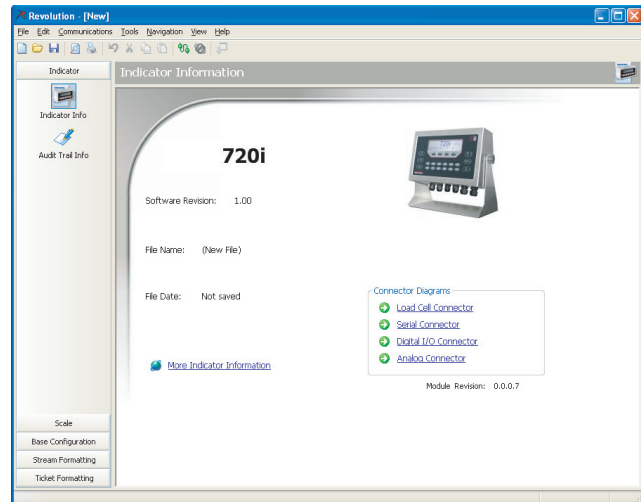 Revolution - [New]
File Edit Communications Tools Navigation View Help
Indicator
Indicator Information
Indicator Info
Audit Trail Info
720i
720i
Software Revision: 1.00
File Name: (New File)
File Date: Not saved
Connector Diagrams
Load Cell Connector
Serial Connector
Digital I/O Connector
Analog Connector
More Indicator Information
Module Revision: 0.0.0.7
Scale
Base Configuration
Stream Formatting
Ticket Formatting